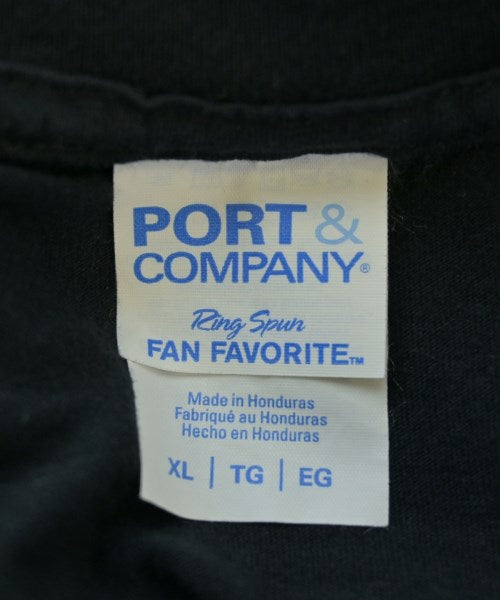 PORT &
COMPANY®
Ring Spun
FAN FAVORITE™
Made in Honduras
Fabriqué au Honduras
Hecho en Honduras
XL | TG | EG